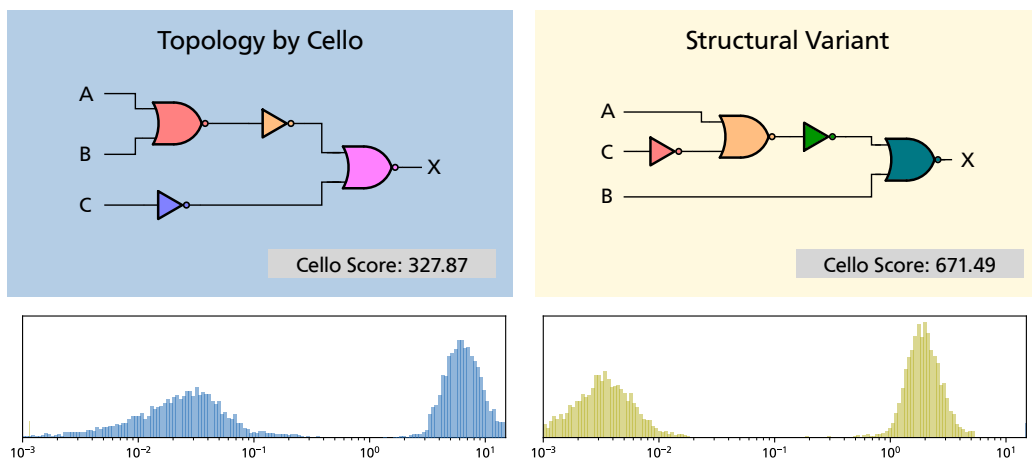 Topology by Cello
A
B
C
X
Cello Score: 327.87
Structural Variant
A
C
B
X
Cello Score: 671.49
10⁻³ 10⁻² 10⁻¹ 10⁰ 10¹
10⁻³ 10⁻² 10⁻¹ 10⁰ 10¹